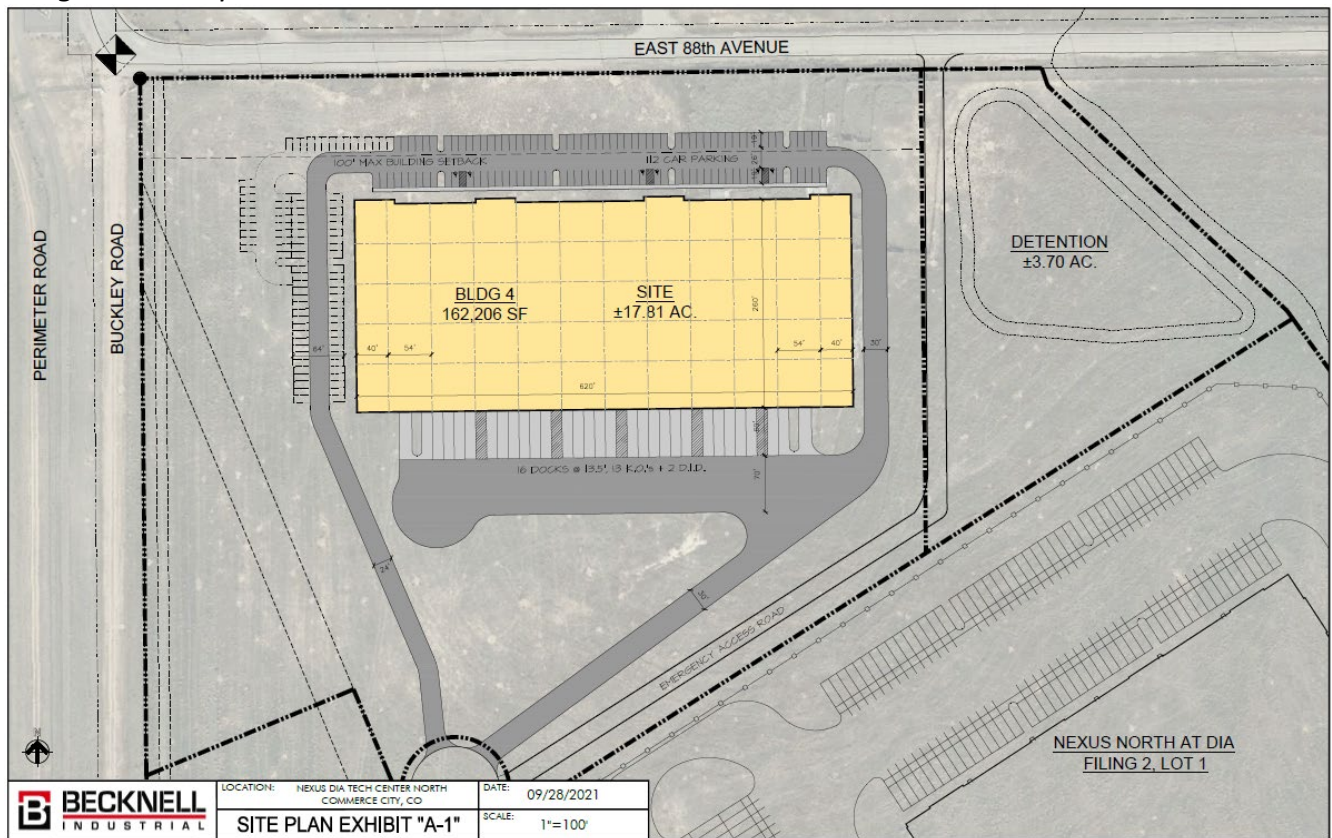 EAST 88th AVENUE
PERIMETER ROAD
BUCKLEY ROAD
100' MAX BUILDING SETBACK
112 CAR PARKING
19'
26'
DETENTION
±3.70 AC.
BLDG 4
162,206 SF
SITE
±17.81 AC.
260'
64'
40'
54'
54'
40'
30'
620'
16 DOCKS @ 13.5', 13 K.O.'s + 2 D.I.D.
70'
24'
EMERGENCY ACCESS ROAD
NEXUS NORTH AT DIA
FILING 2, LOT 1
N
B BECKNELL
INDUSTRIAL
LOCATION: NEXUS DIA TECH CENTER NORTH
COMMERCE CITY, CO
DATE: 09/28/2021
SITE PLAN EXHIBIT "A-1"
SCALE: 1"=100'